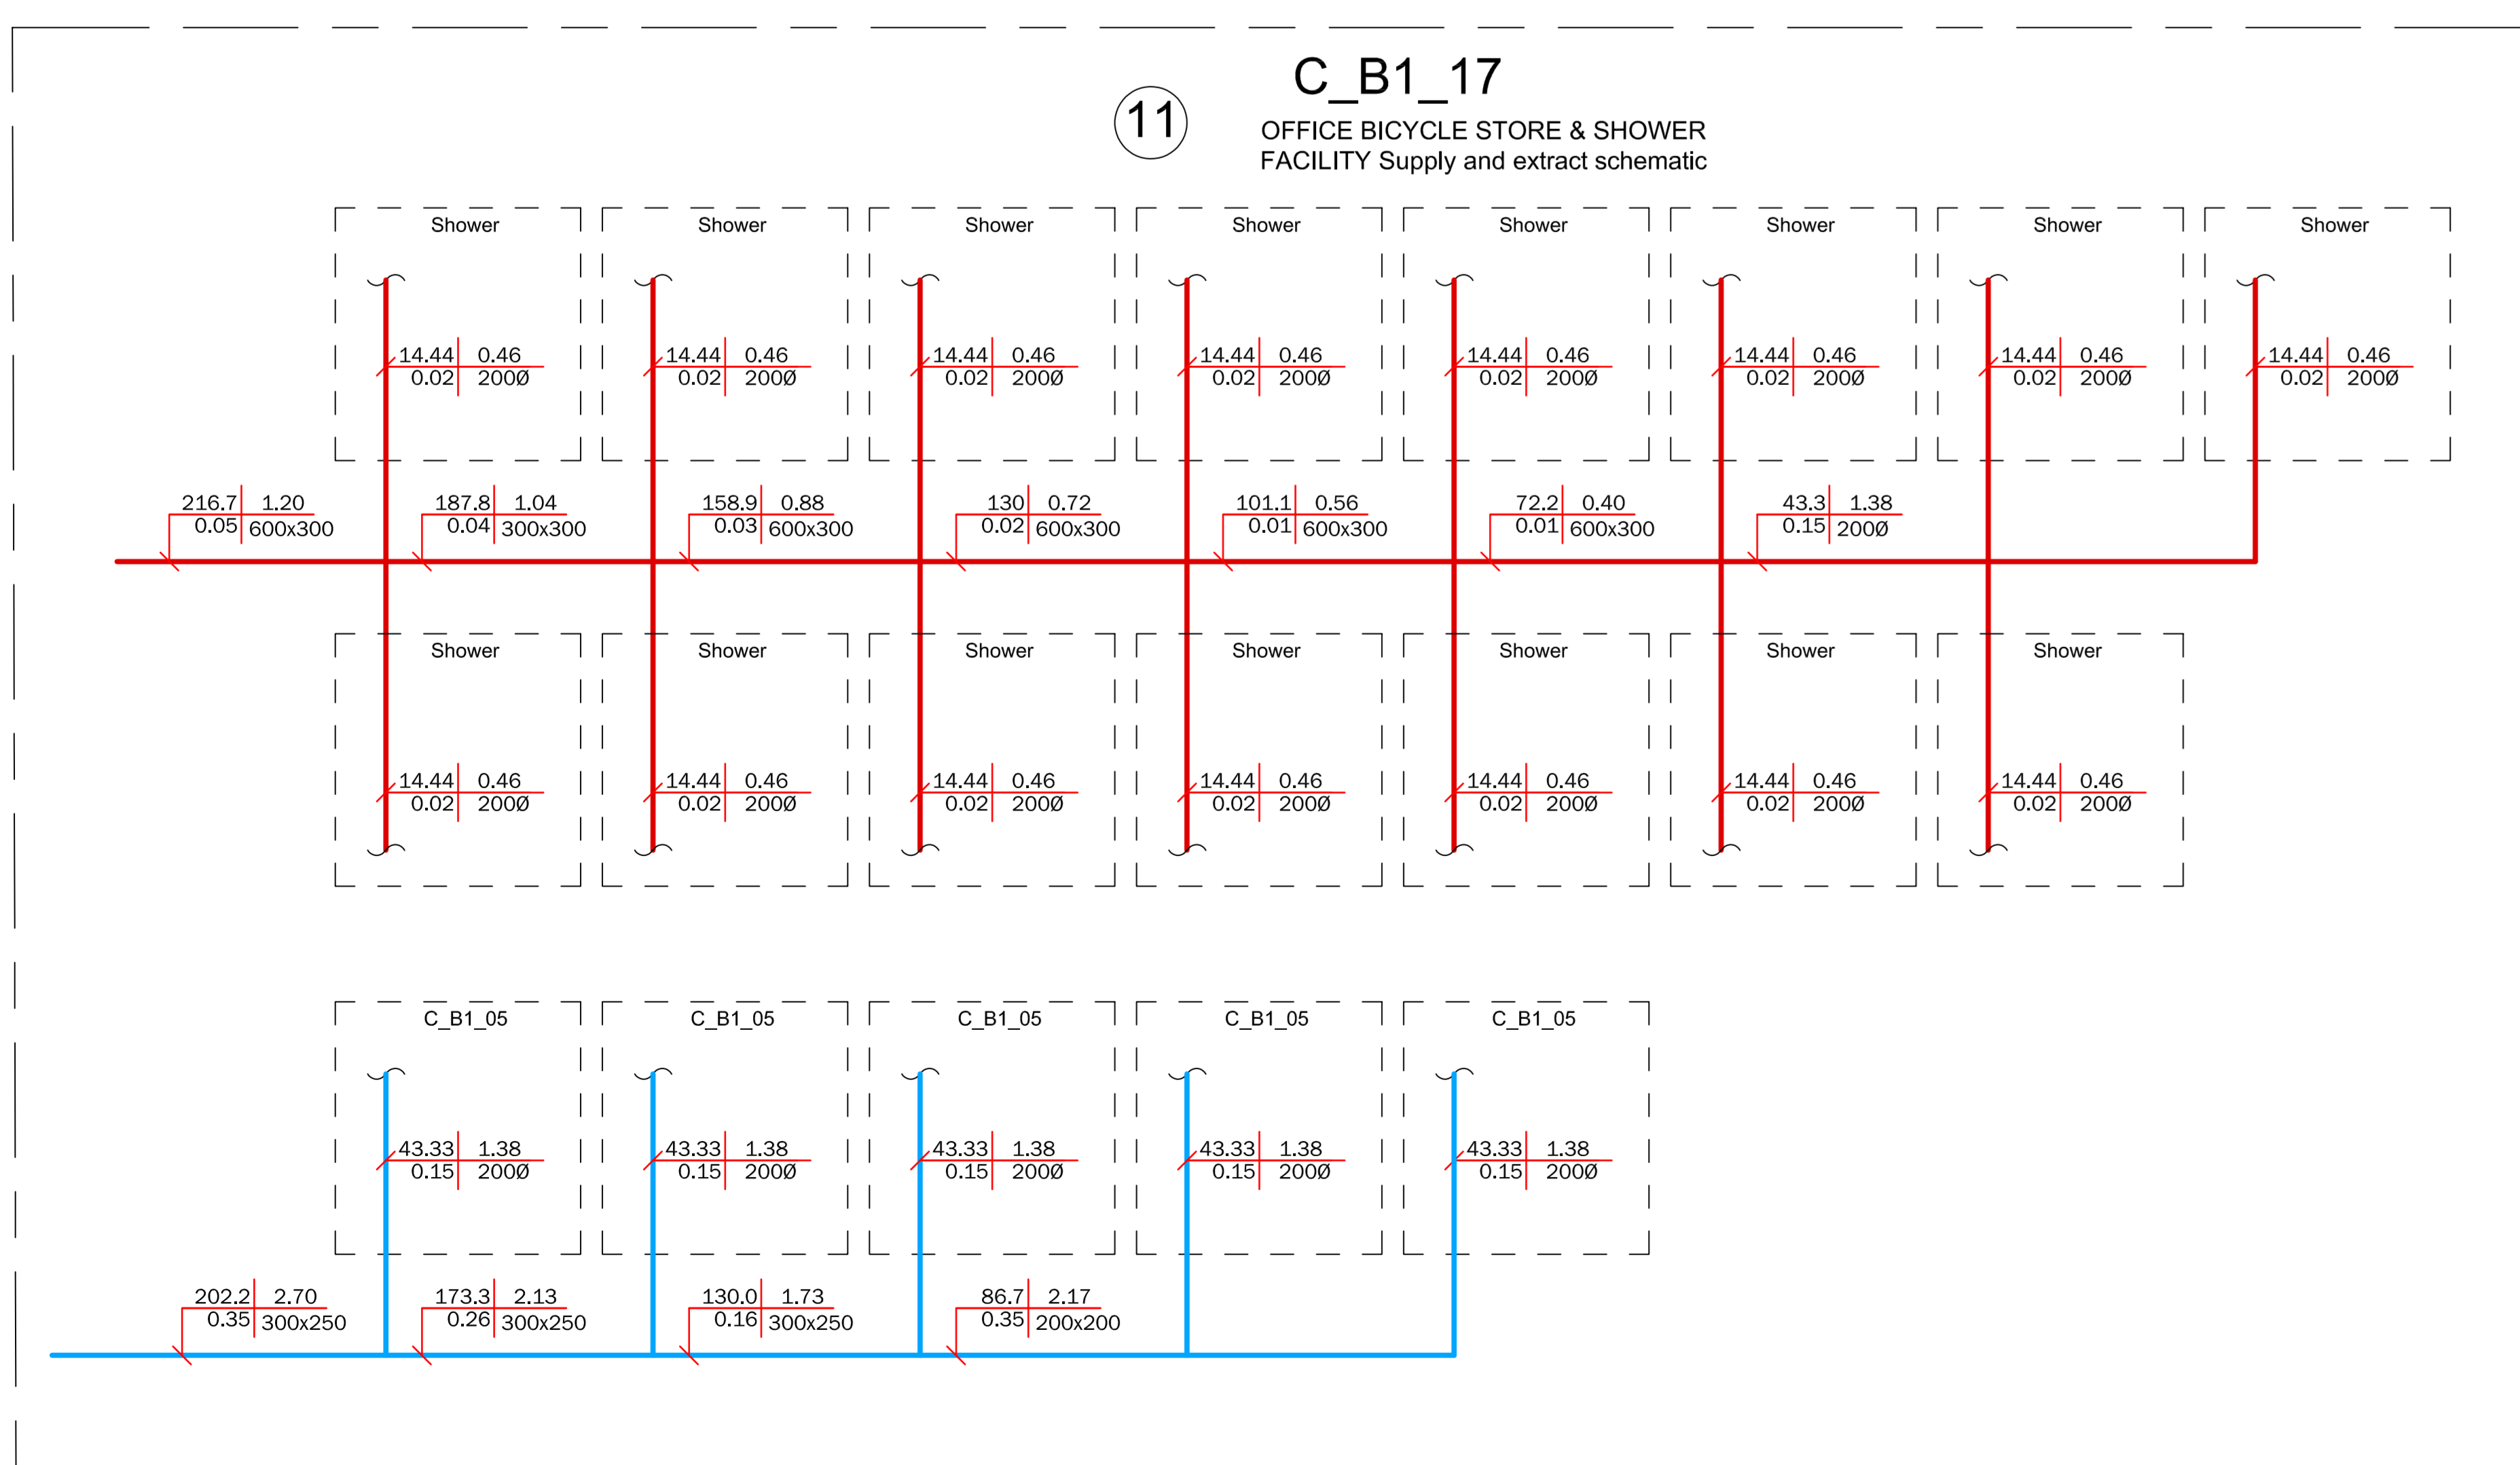 C_B1_17
11
OFFICE BICYCLE STORE & SHOWER
FACILITY Supply and extract schematic
Shower Shower Shower Shower Shower Shower Shower Shower
14.44 0.46 14.44 0.46 14.44 0.46 14.44 0.46 14.44 0.46 14.44 0.46 14.44 0.46 14.44 0.46
0.02 200Ø 0.02 200Ø 0.02 200Ø 0.02 200Ø 0.02 200Ø 0.02 200Ø 0.02 200Ø 0.02 200Ø
216.7 1.20 187.8 1.04 158.9 0.88 130 0.72 101.1 0.56 72.2 0.40 43.3 1.38
0.05 600x300 0.04 300x300 0.03 600x300 0.02 600x300 0.01 600x300 0.01 600x300 0.15 200Ø
Shower Shower Shower Shower Shower Shower Shower
14.44 0.46 14.44 0.46 14.44 0.46 14.44 0.46 14.44 0.46 14.44 0.46 14.44 0.46
0.02 200Ø 0.02 200Ø 0.02 200Ø 0.02 200Ø 0.02 200Ø 0.02 200Ø 0.02 200Ø
C_B1_05 C_B1_05 C_B1_05 C_B1_05 C_B1_05
43.33 1.38 43.33 1.38 43.33 1.38 43.33 1.38 43.33 1.38
0.15 200Ø 0.15 200Ø 0.15 200Ø 0.15 200Ø 0.15 200Ø
202.2 2.70 173.3 2.13 130.0 1.73 86.7 2.17
0.35 300x250 0.26 300x250 0.16 300x250 0.35 200x200